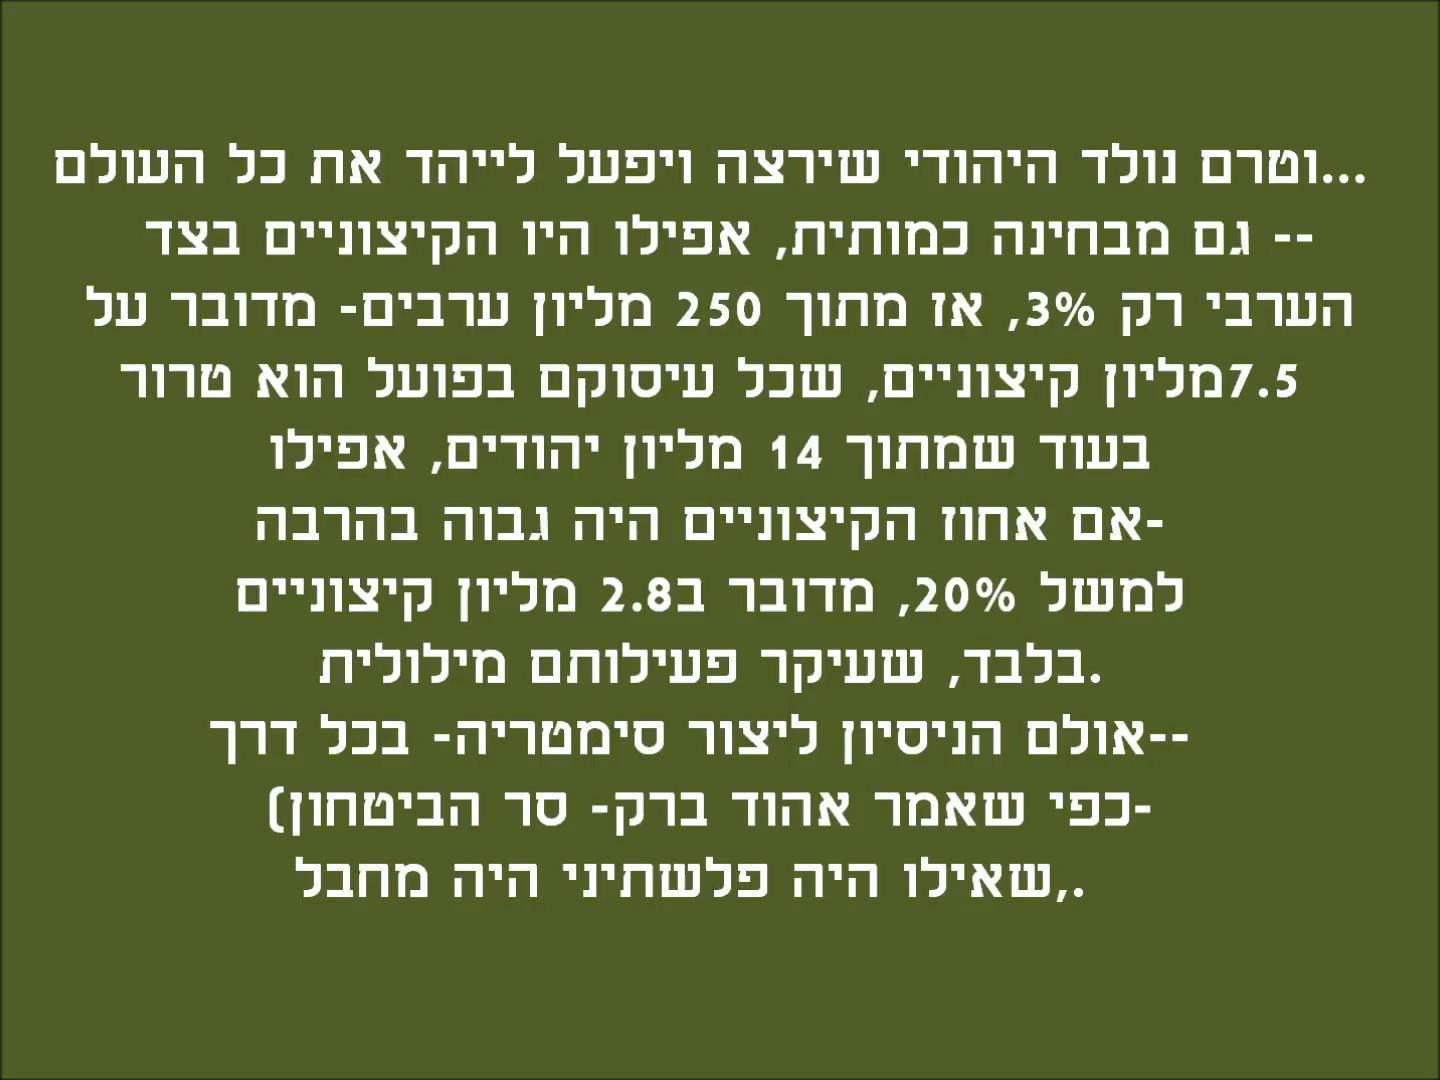 ...וטרם נולד היהודי שירצה ויפעל לייהד את כל העולם
-- גם מבחינה כמותית, אפילו היו הקיצוניים בצד
הערבי רק 3%, אז מתוך 250 מליון ערבים- מדובר על
7.5מליון קיצוניים, שכל עיסוקם בפועל הוא טרור
בעוד שמתוך 14 מליון יהודים, אפילו
-אם אחוז הקיצוניים היה גבוה בהרבה
למשל 20%, מדובר ב2.8 מליון קיצוניים
.בלבד, שעיקר פעילותם מילולית
--אולם הניסיון ליצור סימטריה- בכל דרך
-כפי שאמר אהוד ברק- סר הביטחון)
.,שאילו היה פלשתיני היה מחבל